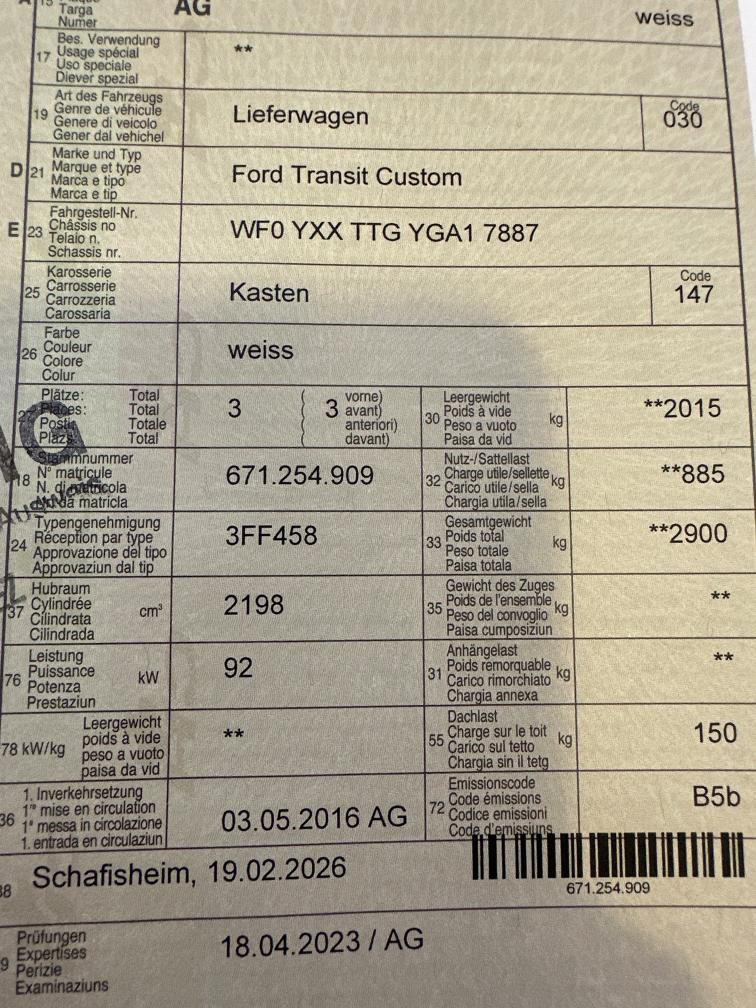 15
Targa
Numer
AG
weiss
17
Bes. Verwendung
Usage spécial
Uso speciale
Diever spezial
**
19
Art des Fahrzeugs
Genre de véhicule
Genere di veicolo
Gener dal vehichel
Lieferwagen
Code
030
D 21
Marke und Typ
Marque et type
Marca e tipo
Marca e tip
Ford Transit Custom
E 23
Fahrgestell-Nr.
Châssis no
Telaio n.
Schassis nr.
WF0 YXX TTG YGA1 7887
25
Karosserie
Carrosserie
Carrozzeria
Carossaria
Kasten
Code
147
26
Farbe
Couleur
Colore
Colur
weiss
27
Plätze: Total
Places: Total
Posti: Totale
Plazs: Total
3
( 3 vorne)
avant)
anteriori)
davant)
30
Leergewicht
Poids à vide
Peso a vuoto
Paisa da vid
kg
**2015
18
Stammnummer
N° matricule
N. di matricola
matricla
671.254.909
32
Nutz-/Sattellast
Charge utile/sellette
Carico utile/sella
Chargia utila/sella
kg
**885
24
Typengenehmigung
Réception par type
Approvazione del tipo
Approvaziun dal tip
3FF458
33
Gesamtgewicht
Poids total
Peso totale
Paisa totala
kg
**2900
37
Hubraum
Cylindrée
Cilindrata
Cilindrada
cm³
2198
35
Gewicht des Zuges
Poids de l'ensemble
Peso del convoglio
Paisa cumposiziun
kg
**
76
Leistung
Puissance
Potenza
Prestaziun
kW
92
31
Anhängelast
Poids remorquable
Carico rimorchiato
Chargia annexa
kg
**
78 kW/kg
Leergewicht
poids à vide
peso a vuoto
paisa da vid
**
55
Dachlast
Charge sur le toit
Carico sul tetto
Chargia sin il tetg
kg
150
36
1. Inverkehrsetzung
1re mise en circulation
1a messa in circolazione
1. entrada en circulaziun
03.05.2016 AG
72
Emissionscode
Code émissions
Codice emissioni
Code d'emissiuns
B5b
38
Schafisheim, 19.02.2026
671.254.909
39
Prüfungen
Expertises
Perizie
Examinaziuns
18.04.2023 / AG